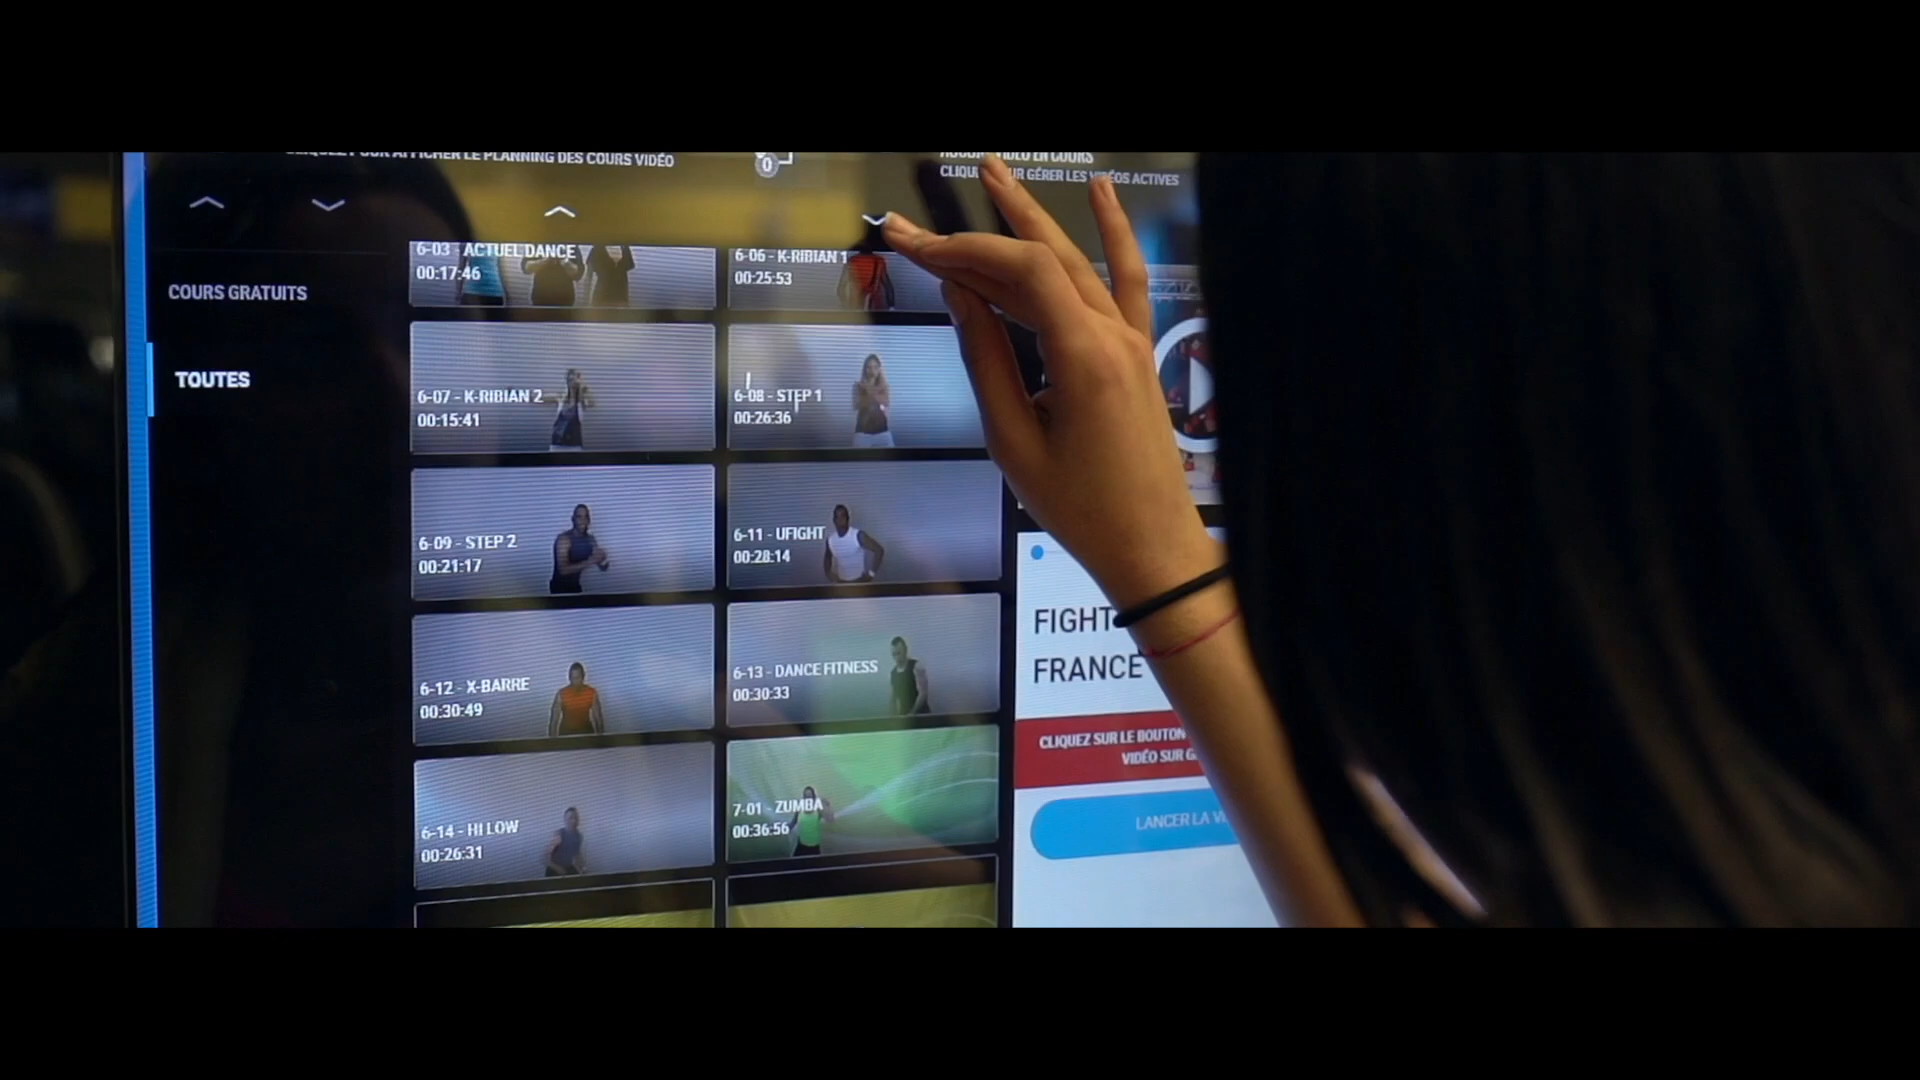 CLIQUEZ POUR AFFICHER LE PLANNING DES COURS VIDÉO
0
VIDÉO EN COURS
GÉRER LES VIDÉOS ACTIVES
COURS GRATUITS
TOUTES
6-03 - ACTUEL DANCE
00:17:46
6-06 - K-RIBIAN 1
00:25:53
6-07 - K-RIBIAN 2
00:15:41
6-08 - STEP 1
00:26:36
6-09 - STEP 2
00:21:17
6-11 - UFIGHT
00:28:14
6-12 - X-BARRE
00:30:49
6-13 - DANCE FITNESS
00:30:33
6-14 - HI LOW
00:26:31
7-01 - ZUMBA
00:36:56
FIGHT
FRANCE
CLIQUEZ SUR LE BOUTON
VIDÉO SUR
LANCER LA